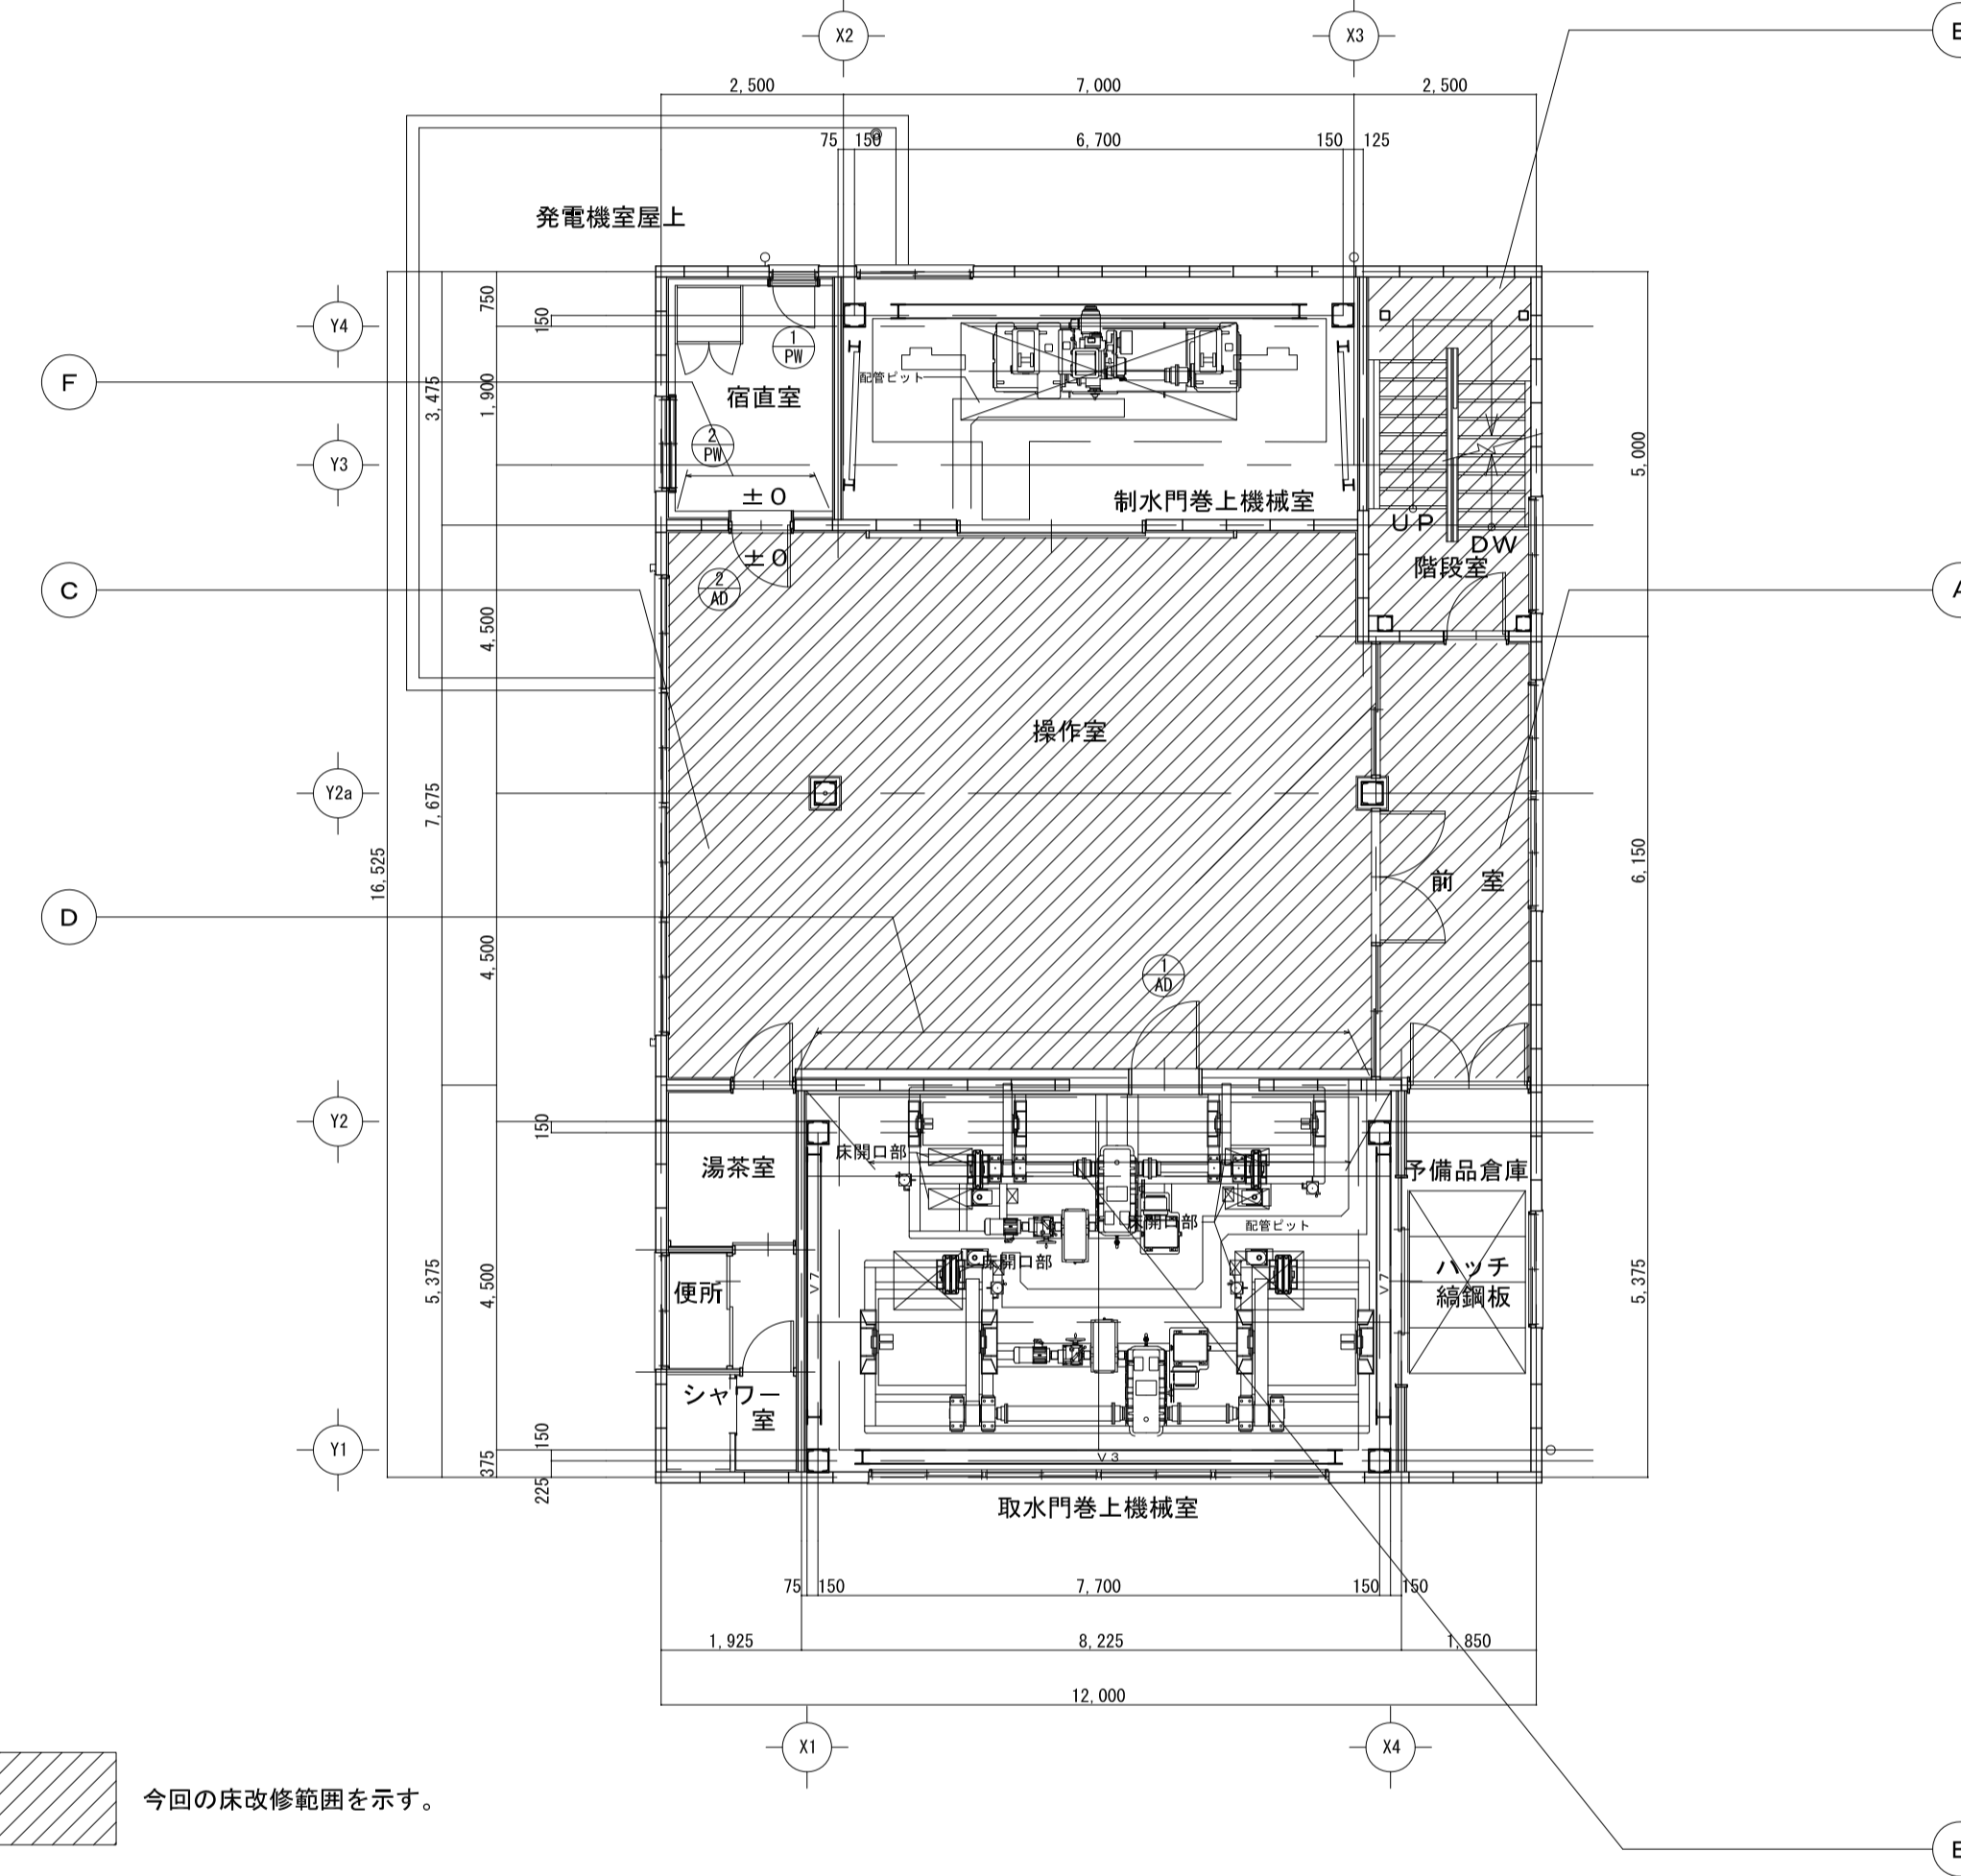 X2
X3
2,500
7,000
2,500
75
150
6,700
150
125
発電機室屋上
Y4
750
150
1
PW
F
3,475
1,900
配管ピット
宿直室
2
PW
Y3
5,000
制水門巻上機械室
±0
UP
DW
±0
階段室
C
2
AD
4,500
操作室
Y2a
7,675
16,525
6,150
前 室
D
4,500
1
AD
Y2
150
床開口部
湯茶室
予備品倉庫
床開口部
配管ピット
床開口部
V7
V7
ハッチ
縞鋼板
便所
5,375
4,500
5,375
シャワー
室
Y1
150
375
225
V3
取水門巻上機械室
75
150
7,700
150
150
1,925
8,225
1,850
12,000
X1
X4
今回の床改修範囲を示す。